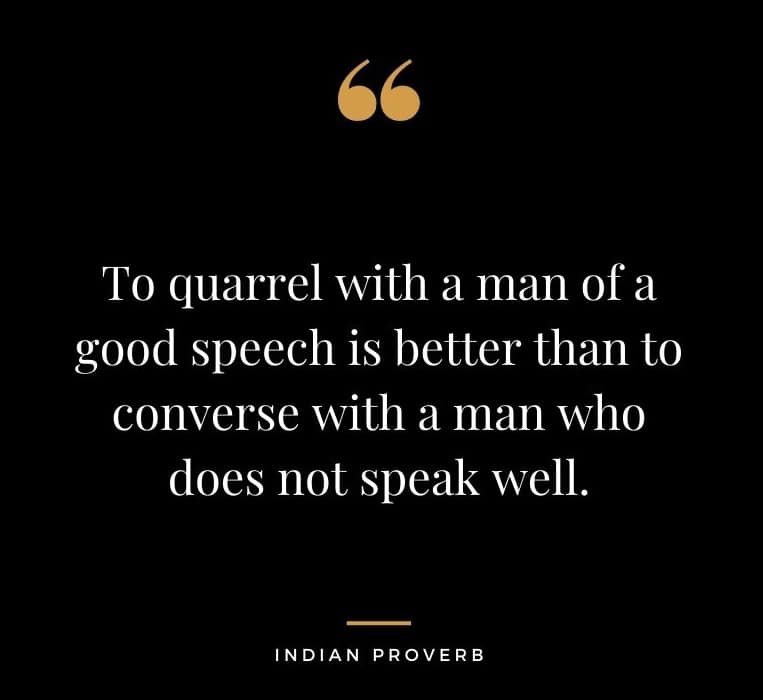 “
To quarrel with a man of a
good speech is better than to
converse with a man who
does not speak well.
INDIAN PROVERB